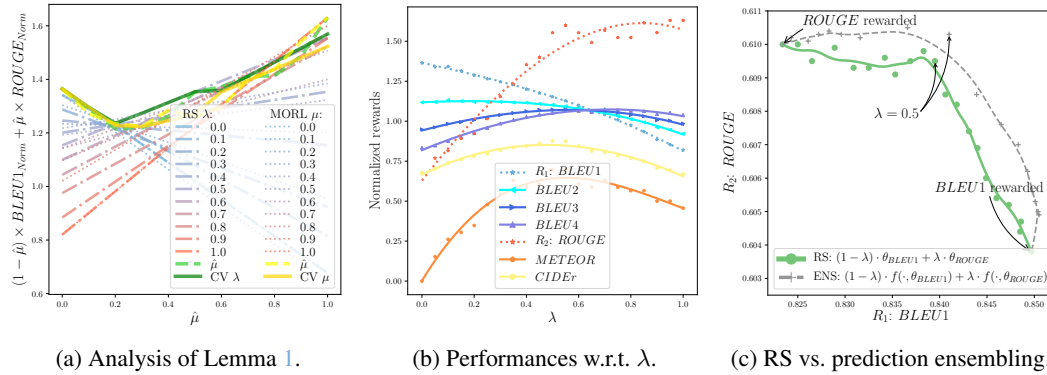 (1 − μ̂) × BLEU1_Norm + μ̂ × ROUGE_Norm
1.6
1.4
1.2
1.0
0.8
0.6
RS λ: MORL μ:
0.0 0.0
0.1 0.1
0.2 0.2
0.3 0.3
0.4 0.4
0.5 0.5
0.6 0.6
0.7 0.7
0.8 0.8
0.9 0.9
1.0 1.0
μ̂ μ̂
CV λ CV μ
0.0 0.2 0.4 0.6 0.8 1.0
μ̂
(a) Analysis of Lemma 1.
Normalized rewards
1.50
1.25
1.00
0.75
0.50
0.25
0.00
R₁: BLEU1
BLEU2
BLEU3
BLEU4
R₂: ROUGE
METEOR
CIDEr
0.0 0.2 0.4 0.6 0.8 1.0
λ
(b) Performances w.r.t. λ.
R₂: ROUGE
0.610
0.609
0.608
0.607
0.606
0.605
0.604
0.603
ROUGE rewarded
λ = 0.5
BLEU1 rewarded
RS: (1 − λ) · θ_BLEU1 + λ · θ_ROUGE
ENS: (1 − λ) · f(·, θ_BLEU1) + λ · f(·, θ_ROUGE)
0.825 0.830 0.835 0.840 0.845 0.850
R₁: BLEU1
(c) RS vs. prediction ensembling.